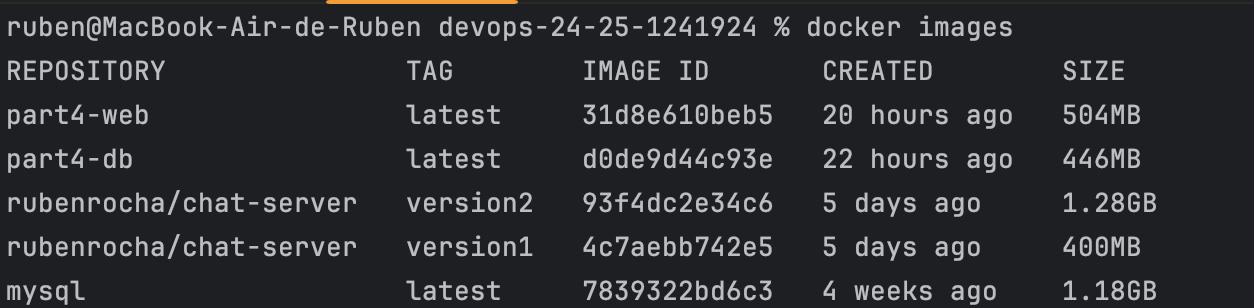 ruben@MacBook-Air-de-Ruben devops-24-25-1241924 % docker images
REPOSITORY TAG IMAGE ID CREATED SIZE
part4-web latest 31d8e610beb5 20 hours ago 504MB
part4-db latest d0de9d44c93e 22 hours ago 446MB
rubenrocha/chat-server version2 93f4dc2e34c6 5 days ago 1.28GB
rubenrocha/chat-server version1 4c7aebb742e5 5 days ago 400MB
mysql latest 7839322bd6c3 4 weeks ago 1.18GB